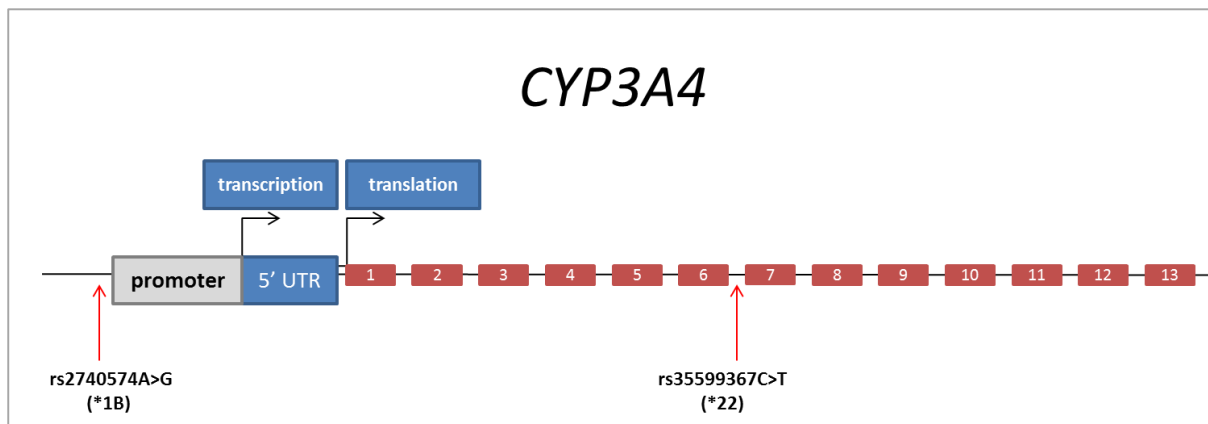 CYP3A4
transcription translation
promoter 5' UTR 1 2 3 4 5 6 7 8 9 10 11 12 13
rs2740574A>G rs35599367C>T
(*1B) (*22)